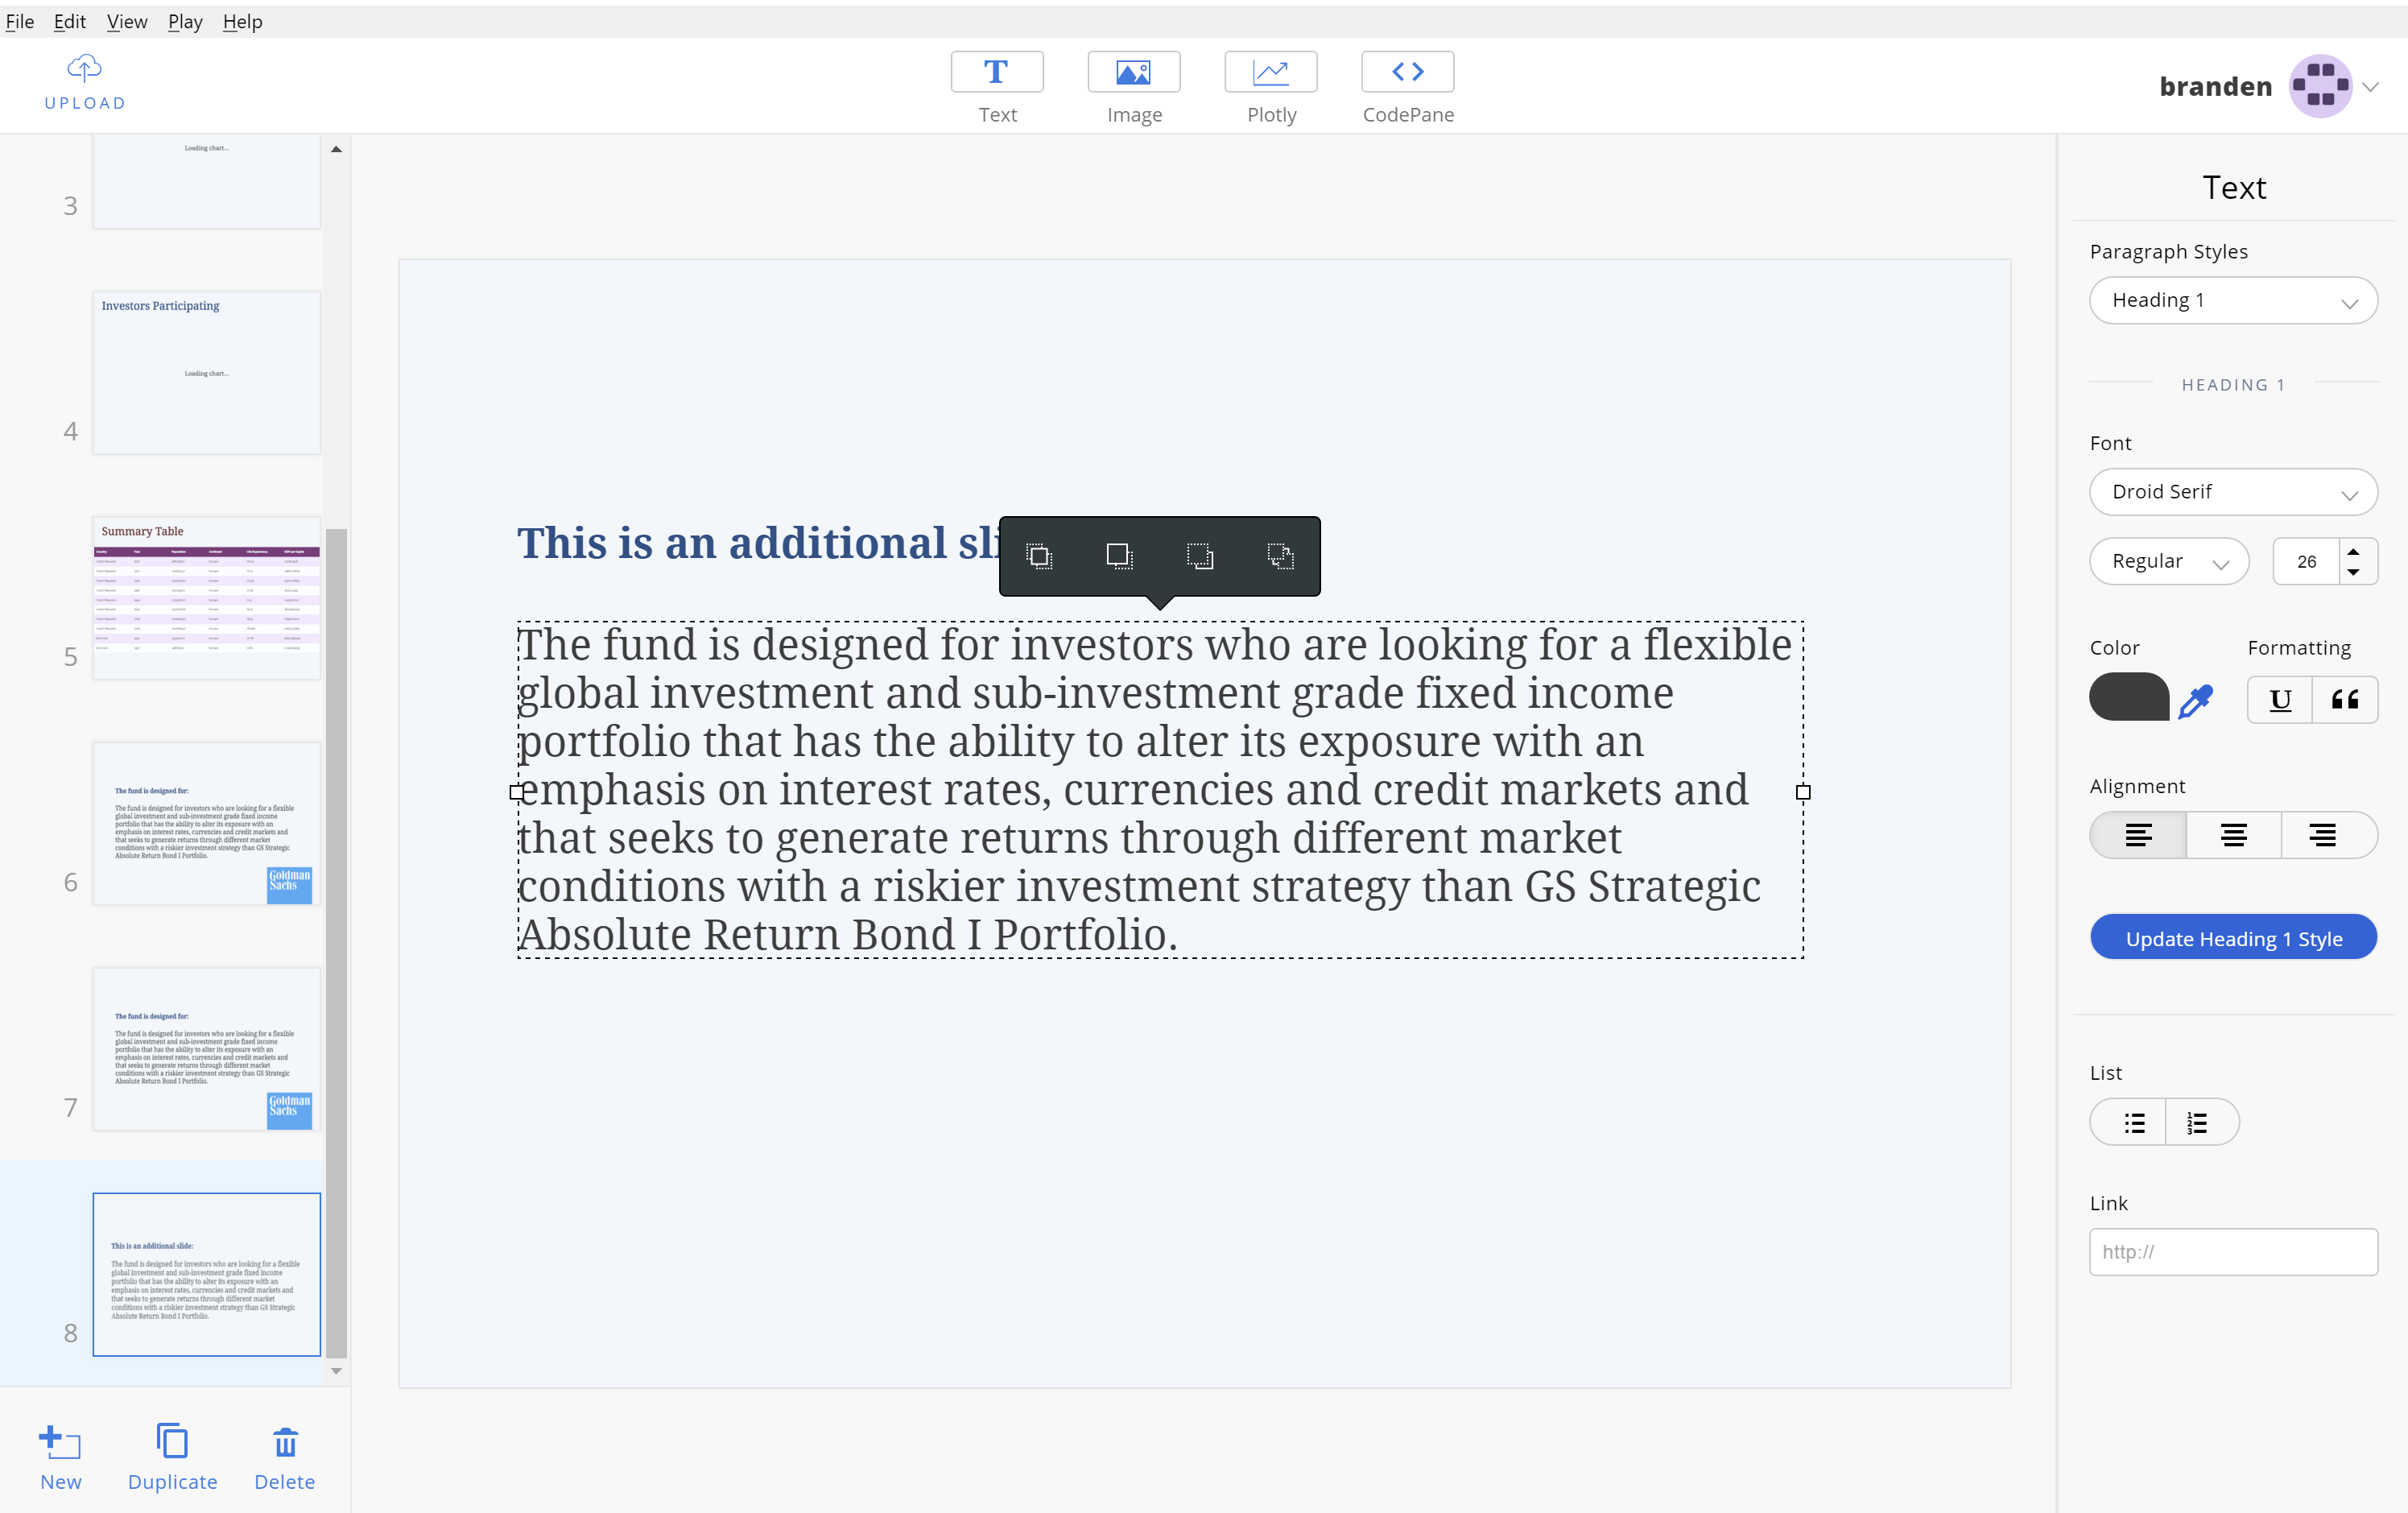 File Edit View Play Help
UPLOAD
T
Text
Image
Plotly
CodePane
branden
Loading chart...
3
Investors Participating
Loading chart...
4
Summary Table
5
The fund is designed for:
The fund is designed for investors who are looking for a flexible
global investment and sub-investment grade fixed income
portfolio that has the ability to alter its exposure with an
emphasis on interest rates, currencies and credit markets and
that seeks to generate returns through different market
conditions with a riskier investment strategy than GS Strategic
Absolute Return Bond I Portfolio.
Goldman
Sachs
6
The fund is designed for:
The fund is designed for investors who are looking for a flexible
global investment and sub-investment grade fixed income
portfolio that has the ability to alter its exposure with an
emphasis on interest rates, currencies and credit markets and
that seeks to generate returns through different market
conditions with a riskier investment strategy than GS Strategic
Absolute Return Bond I Portfolio.
Goldman
Sachs
7
This is an additional slide:
The fund is designed for investors who are looking for a flexible
global investment and sub-investment grade fixed income
portfolio that has the ability to alter its exposure with an
emphasis on interest rates, currencies and credit markets and
that seeks to generate returns through different market
conditions with a riskier investment strategy than GS Strategic
Absolute Return Bond I Portfolio.
8
New
Duplicate
Delete
This is an additional sli
The fund is designed for investors who are looking for a flexible
global investment and sub-investment grade fixed income
portfolio that has the ability to alter its exposure with an
emphasis on interest rates, currencies and credit markets and
that seeks to generate returns through different market
conditions with a riskier investment strategy than GS Strategic
Absolute Return Bond I Portfolio.
Text
Paragraph Styles
Heading 1
HEADING 1
Font
Droid Serif
Regular
26
Color
Formatting
U
Alignment
Update Heading 1 Style
List
Link
http://